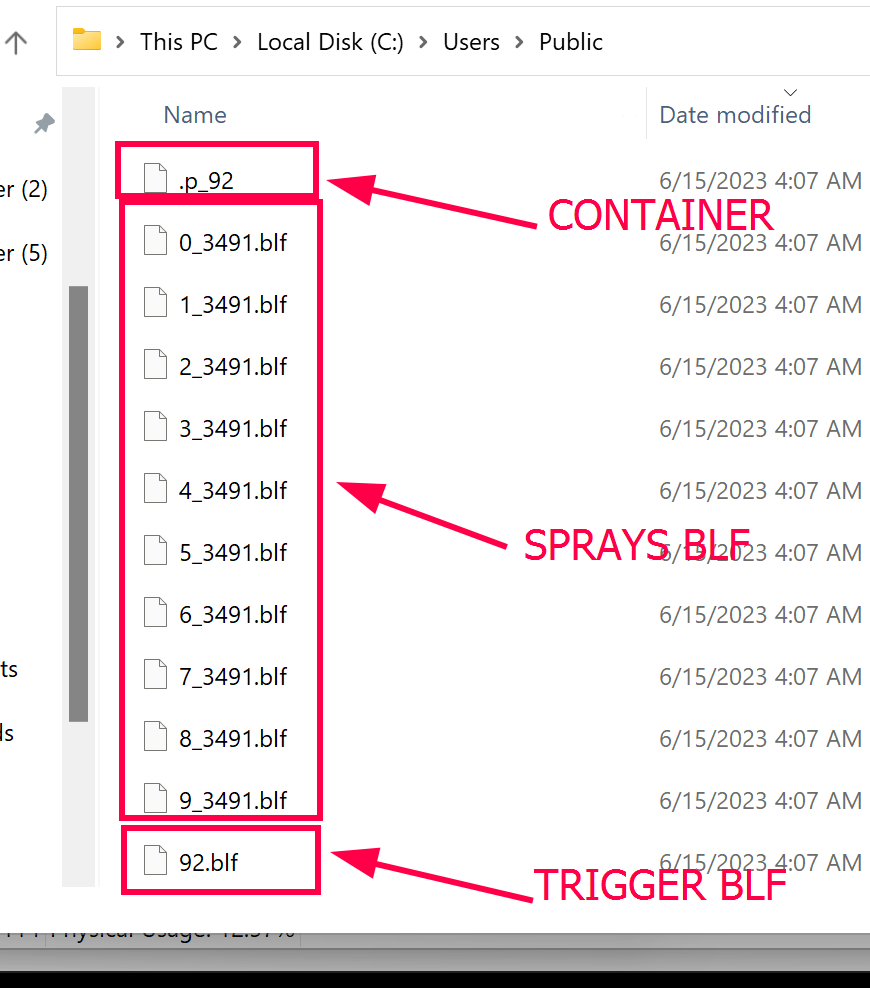 This PC > Local Disk (C:) > Users > Public
Name Date modified
er (2)
er (5)
ts
ds
.p_92 6/15/2023 4:07 AM
CONTAINER
0_3491.blf 6/15/2023 4:07 AM
1_3491.blf 6/15/2023 4:07 AM
2_3491.blf 6/15/2023 4:07 AM
3_3491.blf 6/15/2023 4:07 AM
4_3491.blf 6/15/2023 4:07 AM
SPRAYS BLF
5_3491.blf 6/15/2023 4:07 AM
6_3491.blf 6/15/2023 4:07 AM
7_3491.blf 6/15/2023 4:07 AM
8_3491.blf 6/15/2023 4:07 AM
9_3491.blf 6/15/2023 4:07 AM
92.blf 6/15/2023 4:07 AM
TRIGGER BLF
Physical Usage: